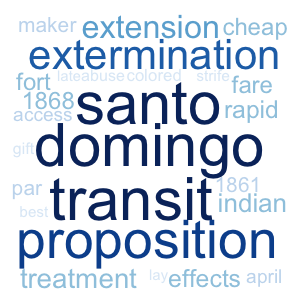 maker extension cheap
extermination
lateabuse colored strife
fort fare
1868 santo rapid
access
domingo
gift
par transit 1861
best indian
proposition
treatment lay effects april